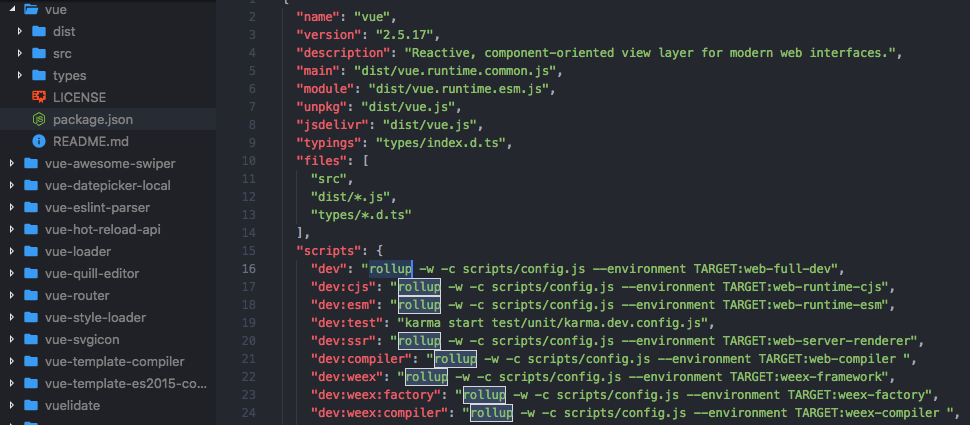 vue
dist
src
types
LICENSE
package.json
README.md
vue-awesome-swiper
vue-datepicker-local
vue-eslint-parser
vue-hot-reload-api
vue-loader
vue-quill-editor
vue-router
vue-style-loader
vue-svgicon
vue-template-compiler
vue-template-es2015-co...
vuelidate
1 {
2 "name": "vue",
3 "version": "2.5.17",
4 "description": "Reactive, component-oriented view layer for modern web interfaces.",
5 "main": "dist/vue.runtime.common.js",
6 "module": "dist/vue.runtime.esm.js",
7 "unpkg": "dist/vue.js",
8 "jsdelivr": "dist/vue.js",
9 "typings": "types/index.d.ts",
10 "files": [
11 "src",
12 "dist/*.js",
13 "types/*.d.ts"
14 ],
15 "scripts": {
16 "dev": "rollup -w -c scripts/config.js --environment TARGET:web-full-dev",
17 "dev:cjs": "rollup -w -c scripts/config.js --environment TARGET:web-runtime-cjs",
18 "dev:esm": "rollup -w -c scripts/config.js --environment TARGET:web-runtime-esm",
19 "dev:test": "karma start test/unit/karma.dev.config.js",
20 "dev:ssr": "rollup -w -c scripts/config.js --environment TARGET:web-server-renderer",
21 "dev:compiler": "rollup -w -c scripts/config.js --environment TARGET:web-compiler ",
22 "dev:weex": "rollup -w -c scripts/config.js --environment TARGET:weex-framework",
23 "dev:weex:factory": "rollup -w -c scripts/config.js --environment TARGET:weex-factory",
24 "dev:weex:compiler": "rollup -w -c scripts/config.js --environment TARGET:weex-compiler ",